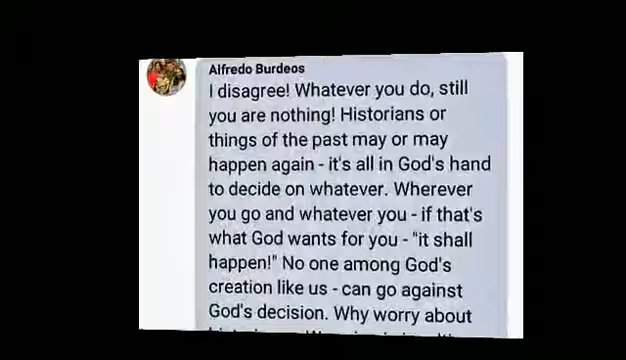 Alfredo Burdeos
I disagree! Whatever you do, still
you are nothing! Historians or
things of the past may or may
happen again - it's all in God's hand
to decide on whatever. Wherever
you go and whatever you - if that's
what God wants for you - "it shall
happen!" No one among God's
creation like us - can go against
God's decision. Why worry about